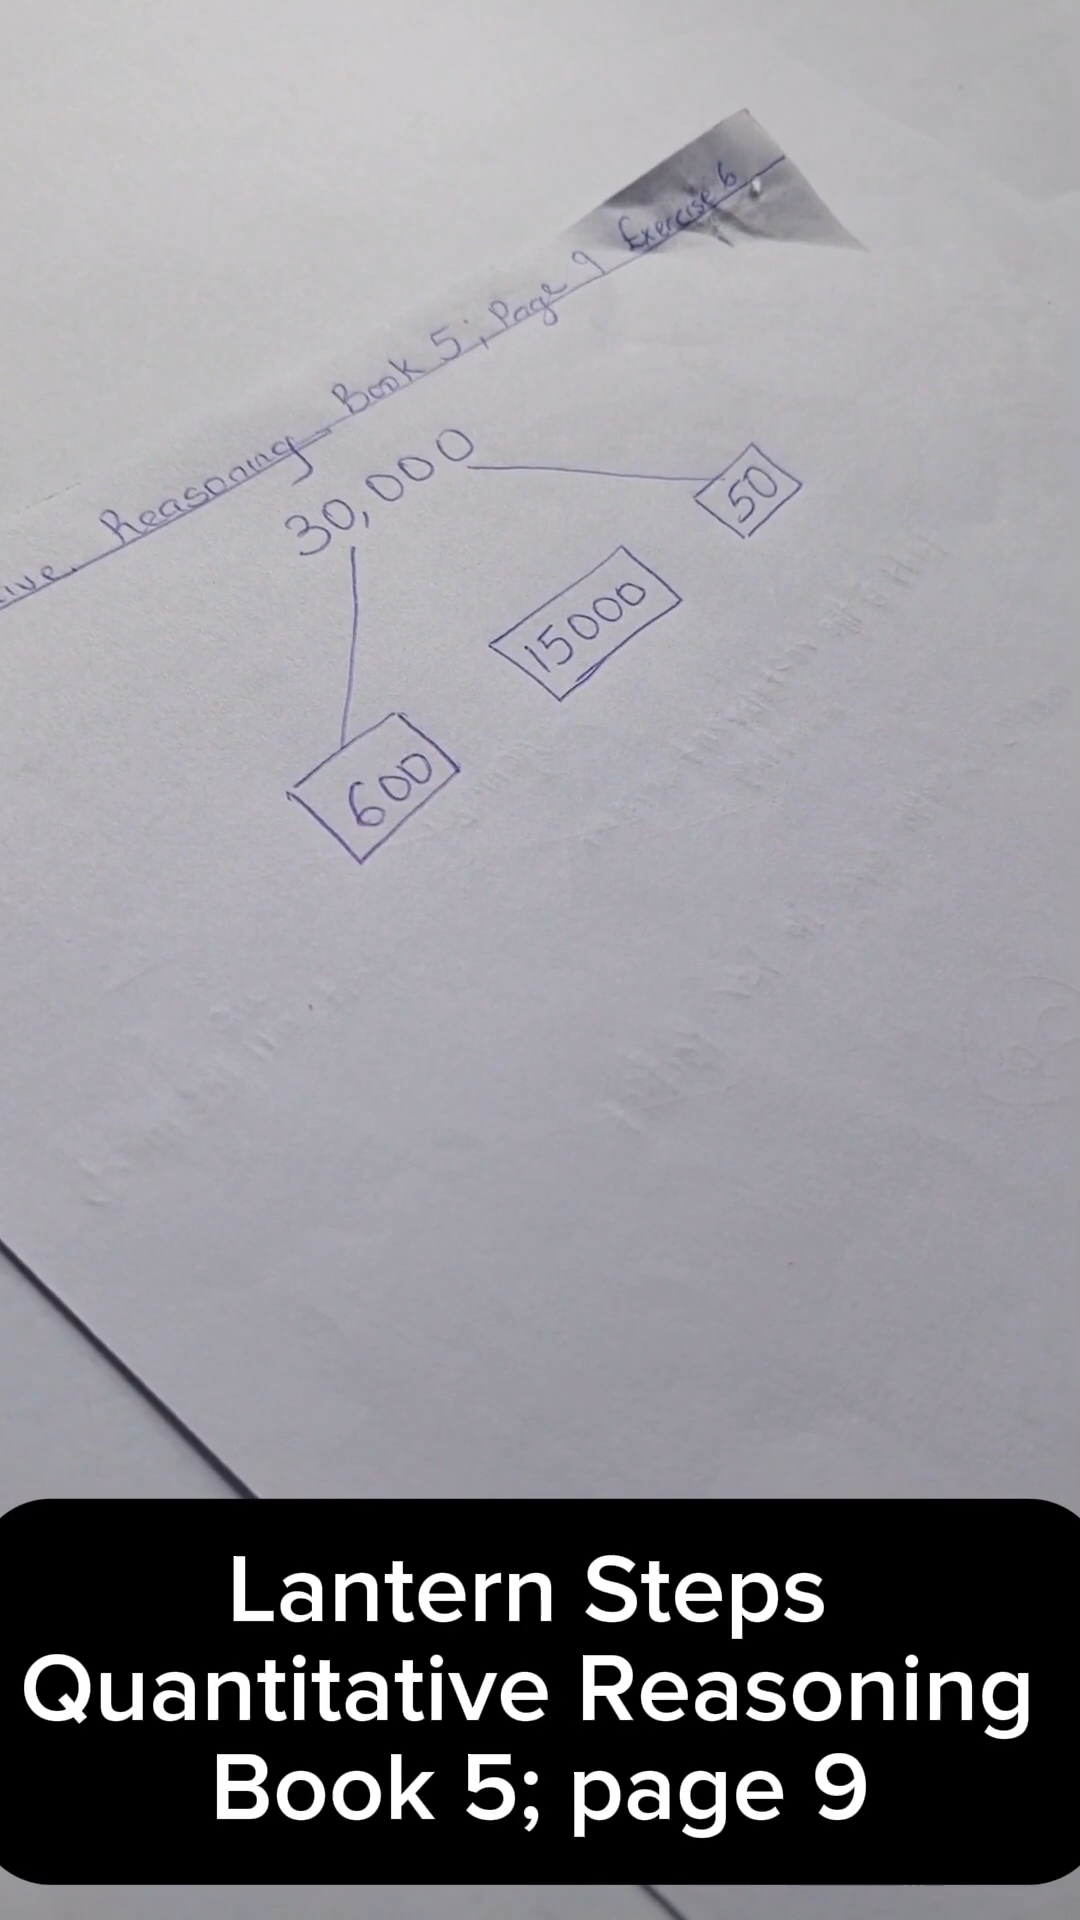 Reasoning Book 5; Page 9 Exercise 6
30,000
50
15000
600
Lantern Steps
Quantitative Reasoning
Book 5; page 9